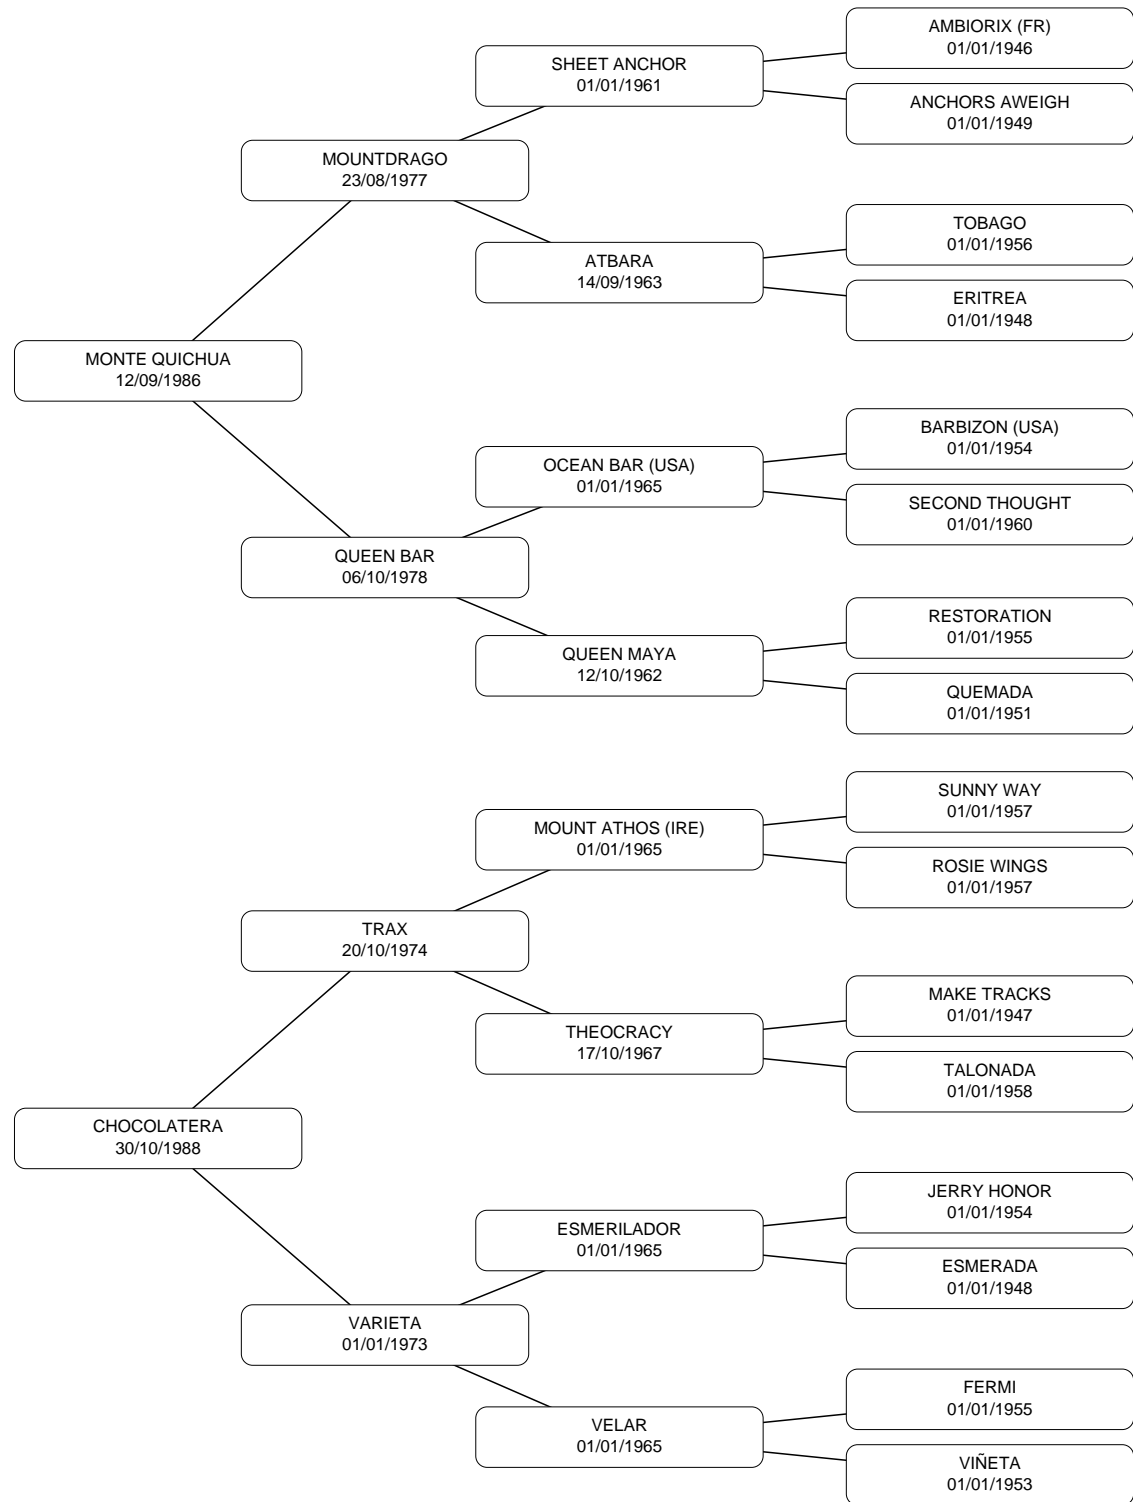 AMBIORIX (FR)
01/01/1946
SHEET ANCHOR
01/01/1961
ANCHORS AWEIGH
01/01/1949
MOUNTDRAGO
23/08/1977
TOBAGO
01/01/1956
ATBARA
14/09/1963
ERITREA
01/01/1948
MONTE QUICHUA
12/09/1986
BARBIZON (USA)
01/01/1954
OCEAN BAR (USA)
01/01/1965
SECOND THOUGHT
01/01/1960
QUEEN BAR
06/10/1978
RESTORATION
01/01/1955
QUEEN MAYA
12/10/1962
QUEMADA
01/01/1951
SUNNY WAY
01/01/1957
MOUNT ATHOS (IRE)
01/01/1965
ROSIE WINGS
01/01/1957
TRAX
20/10/1974
MAKE TRACKS
01/01/1947
THEOCRACY
17/10/1967
TALONADA
01/01/1958
CHOCOLATERA
30/10/1988
JERRY HONOR
01/01/1954
ESMERILADOR
01/01/1965
ESMERADA
01/01/1948
VARIETA
01/01/1973
FERMI
01/01/1955
VELAR
01/01/1965
VIÑETA
01/01/1953